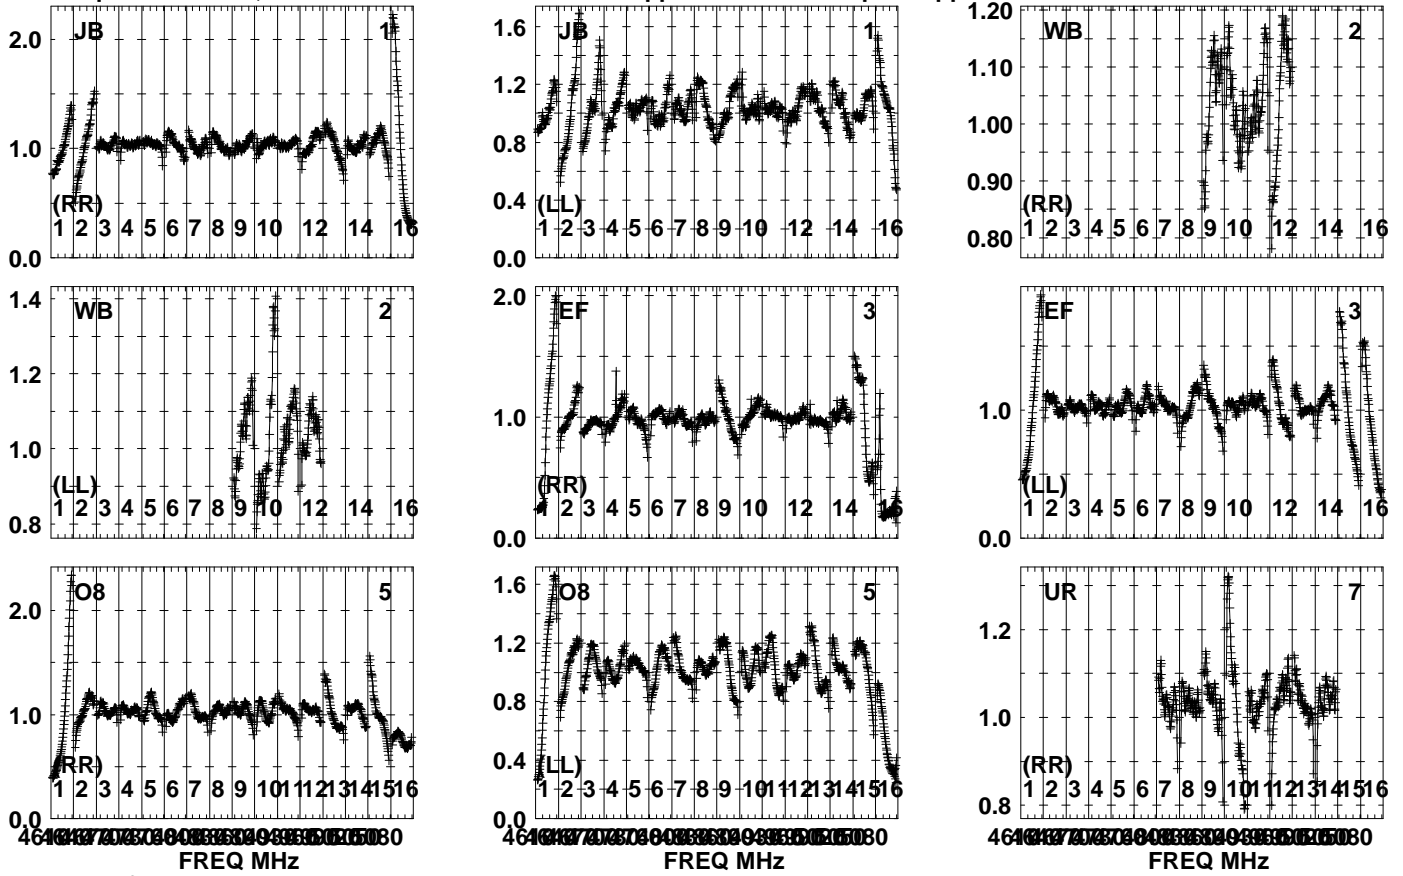 JB 1
2.0
1.0
0.0
(RR)
1 2 3 4 5 6 7 8 9 10 12 14 16
JB 1
1.6
1.2
0.8
0.4
0.0
(LL)
1 2 3 4 5 6 7 8 9 10 12 14 16
WB 2
1.20
1.10
1.00
0.90
0.80
(RR)
1 2 3 4 5 6 7 8 9 10 12 14 16
WB 2
1.4
1.2
1.0
0.8
(LL)
1 2 3 4 5 6 7 8 9 10 12 14 16
EF 3
2.0
1.0
0.0
(RR)
1 2 3 4 5 6 7 8 9 10 12 14 16
EF 3
1.0
0.0
(LL)
1 2 3 4 5 6 7 8 9 10 12 14 16
O8 5
2.0
1.0
0.0
(RR)
1 2 3 4 5 6 7 8 9 10 11 12 13 14 15 16
FREQ MHz
O8 5
1.6
1.2
0.8
0.4
0.0
(LL)
1 2 3 4 5 6 7 8 9 10 11 12 13 14 15 16
FREQ MHz
UR 7
1.2
1.0
0.8
(RR)
1 2 3 4 5 6 7 8 9 10 11 12 13 14 15 16
FREQ MHz